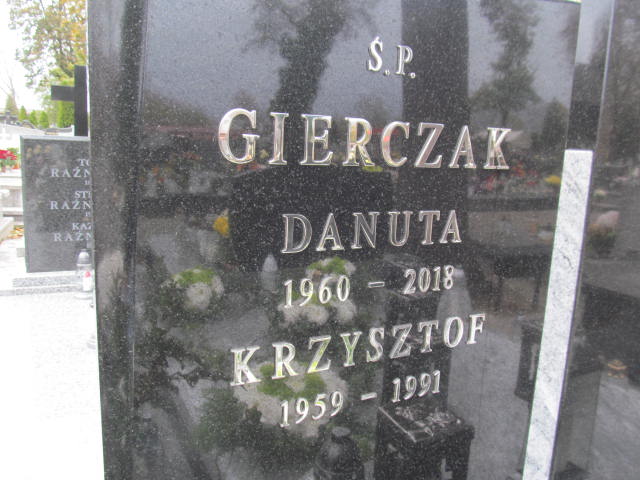 Ś.P.
GIERCZAK
DANUTA
1960 – 2018
KRZYSZTOF
1959 – 1991